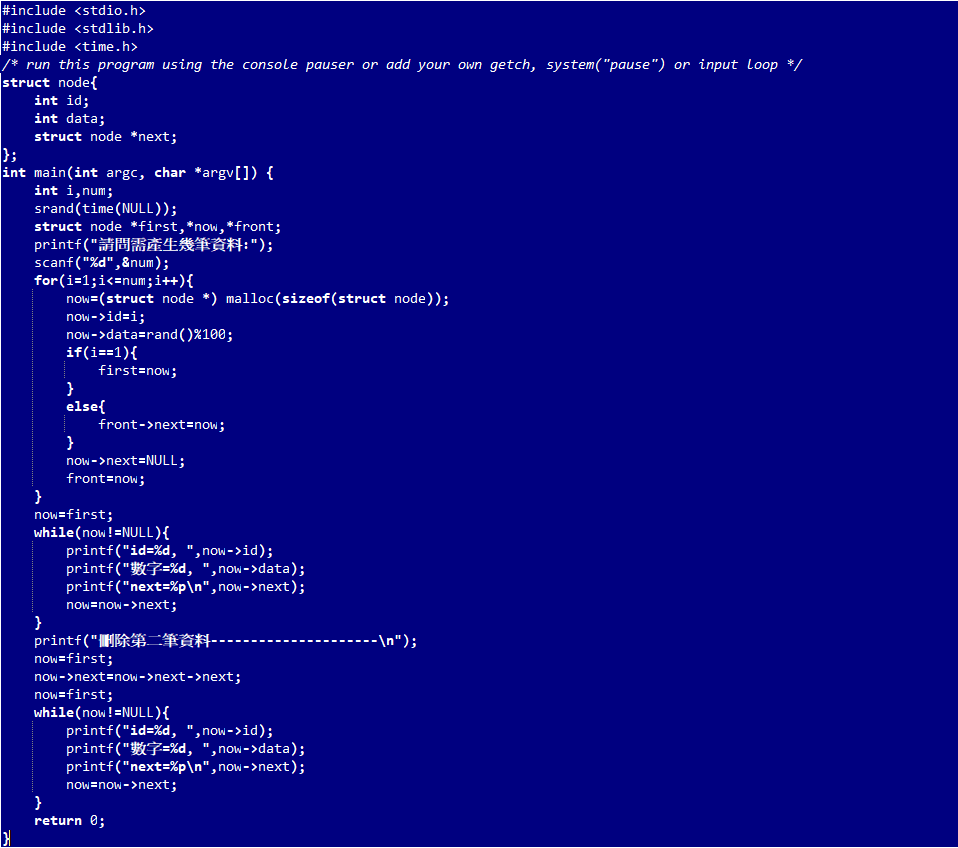 #include <stdio.h>
#include <stdlib.h>
#include <time.h>
/* run this program using the console pauser or add your own getch, system("pause") or input loop */
struct node{
    int id;
    int data;
    struct node *next;
};
int main(int argc, char *argv[]) {
    int i,num;
    srand(time(NULL));
    struct node *first,*now,*front;
    printf("請問需產生幾筆資料:");
    scanf("%d",&num);
    for(i=1;i<=num;i++){
        now=(struct node *) malloc(sizeof(struct node));
        now->id=i;
        now->data=rand()%100;
        if(i==1){
            first=now;
        }
        else{
            front->next=now;
        }
        now->next=NULL;
        front=now;
    }
    now=first;
    while(now!=NULL){
        printf("id=%d, ",now->id);
        printf("數字=%d, ",now->data);
        printf("next=%p\n",now->next);
        now=now->next;
    }
    printf("刪除第二筆資料---------------------\n");
    now=first;
    now->next=now->next->next;
    now=first;
    while(now!=NULL){
        printf("id=%d, ",now->id);
        printf("數字=%d, ",now->data);
        printf("next=%p\n",now->next);
        now=now->next;
    }
    return 0;
}